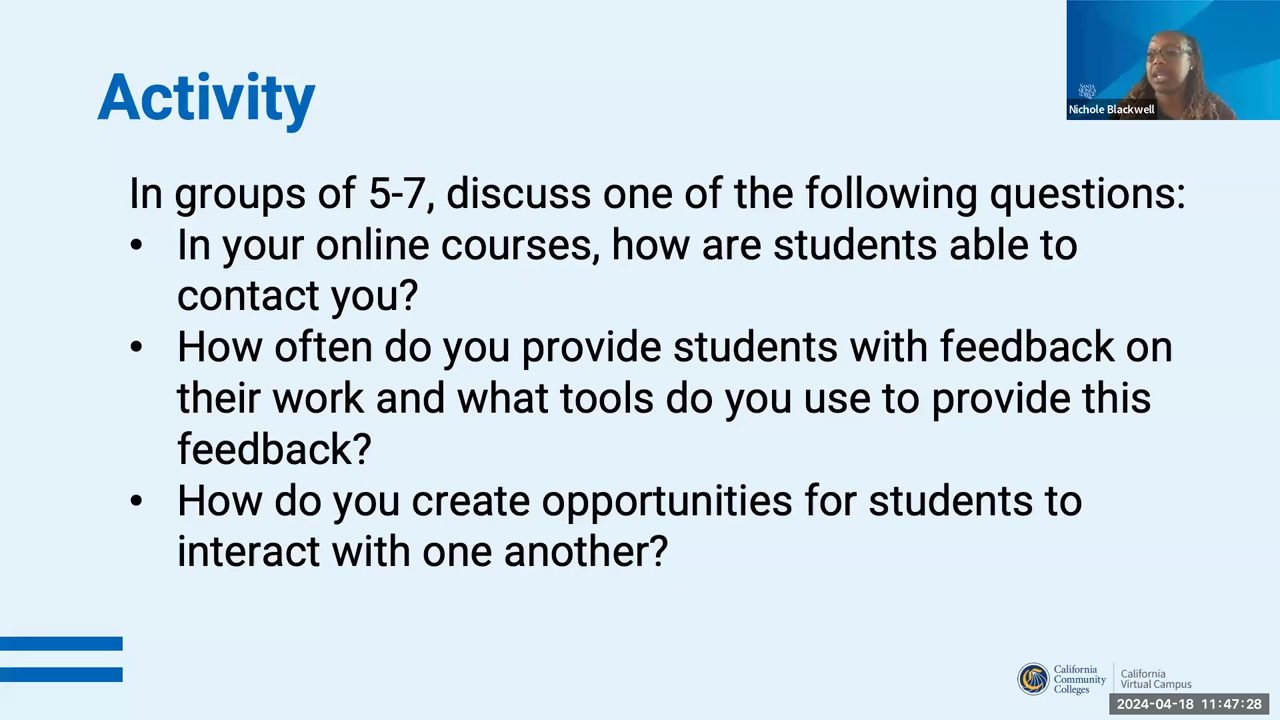 Activity
SANTA
MONICA
COLLEGE
Nichole Blackwell
In groups of 5-7, discuss one of the following questions:
• In your online courses, how are students able to
contact you?
• How often do you provide students with feedback on
their work and what tools do you use to provide this
feedback?
• How do you create opportunities for students to
interact with one another?
California
Community
Colleges
California
Virtual Campus
2024-04-18 11:47:28